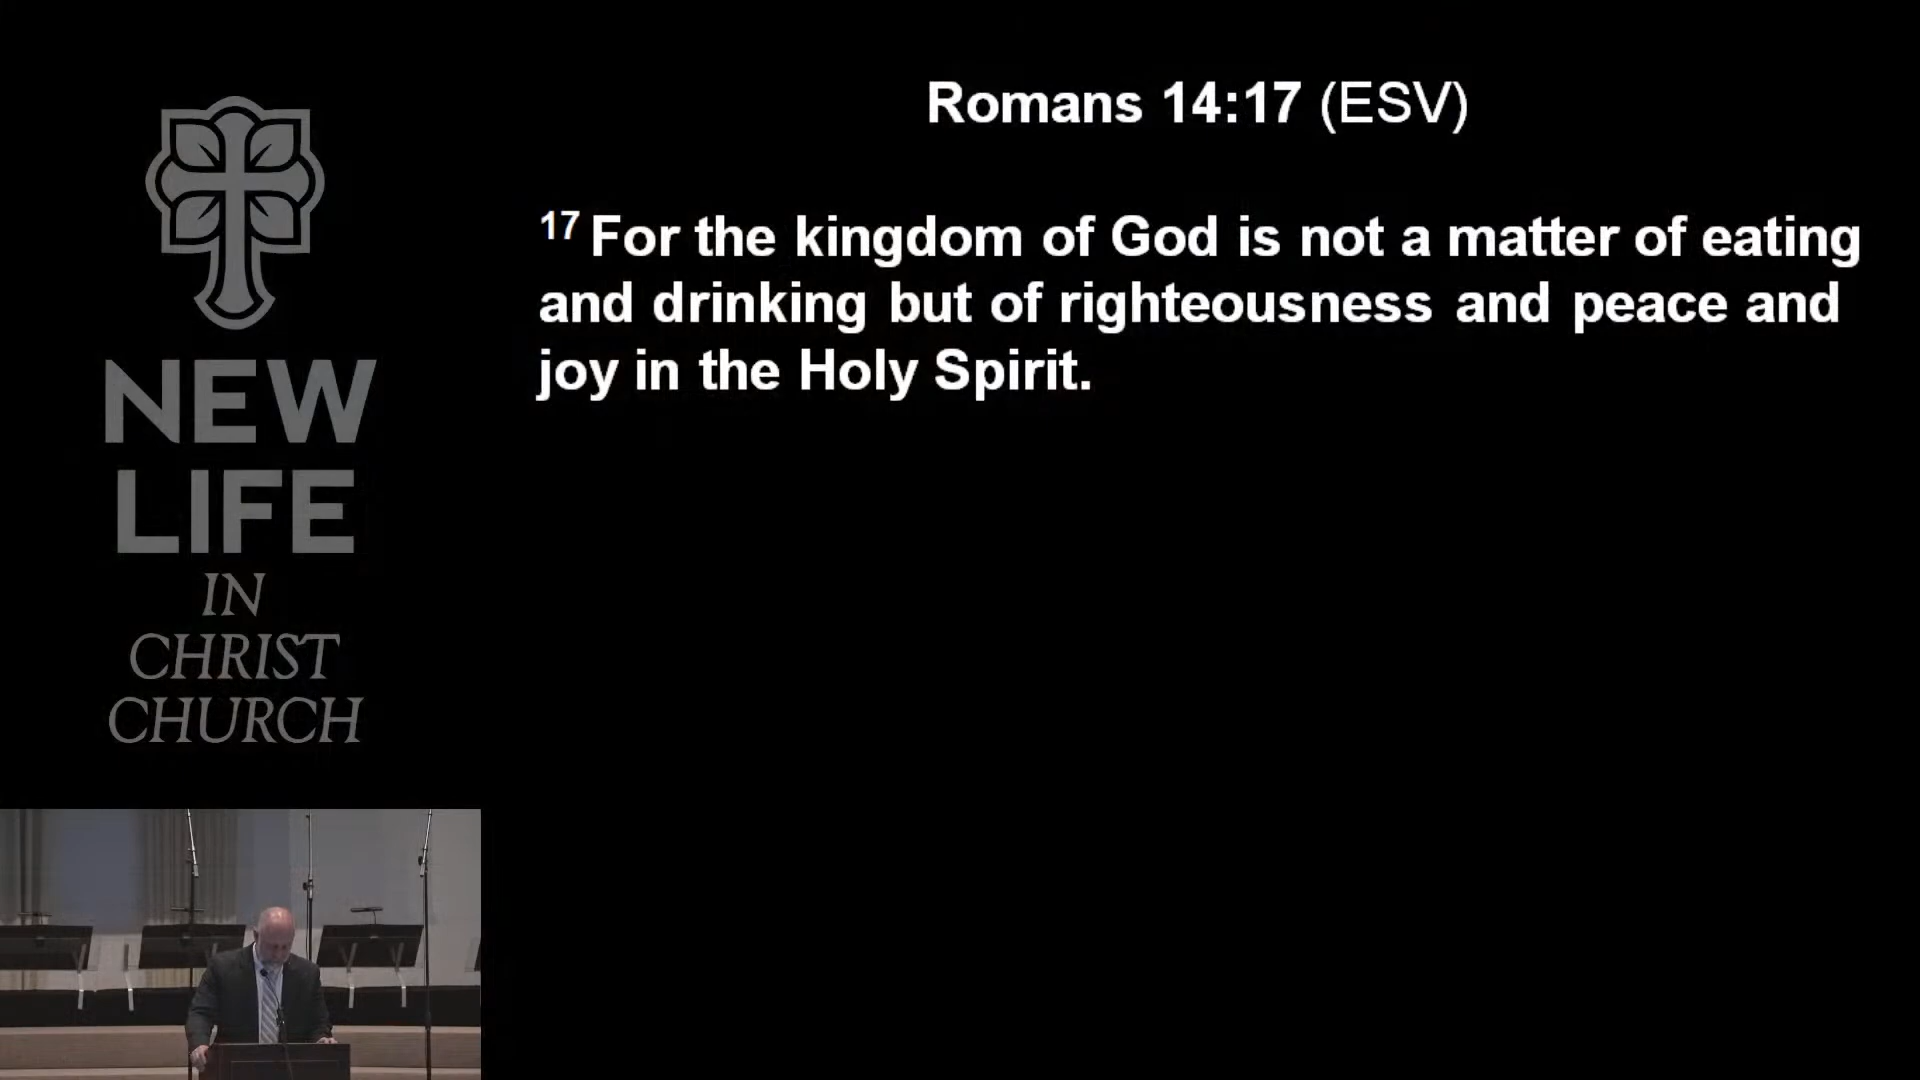 Romans 14:17 (ESV)
17 For the kingdom of God is not a matter of eating
and drinking but of righteousness and peace and
joy in the Holy Spirit.
NEW
LIFE
IN
CHRIST
CHURCH